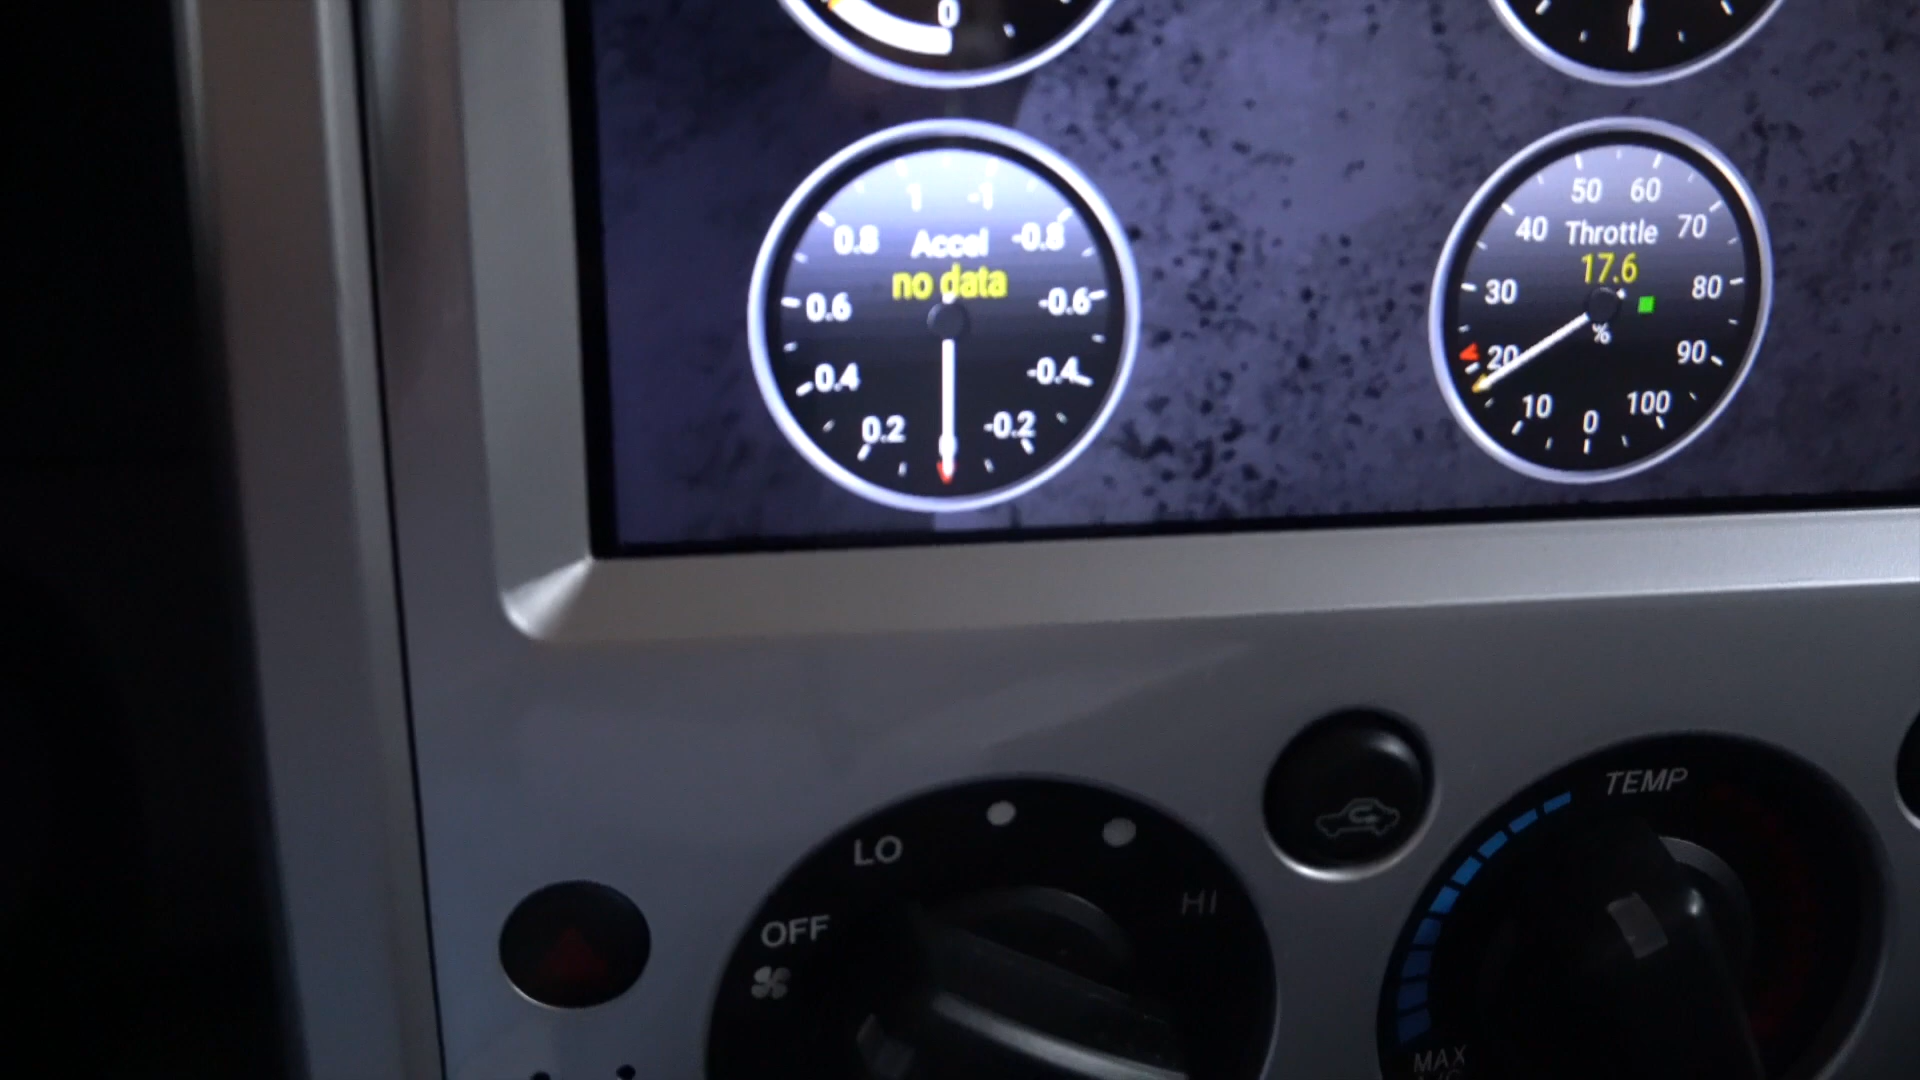 0
1 -1
0.8 Accel -0.8
no data
0.6 -0.6
0.4 -0.4
0.2 -0.2
50 60
40 Throttle 70
17.6
30 80
%
20 90
10 100
0
TEMP
LO
HI
OFF
MAX